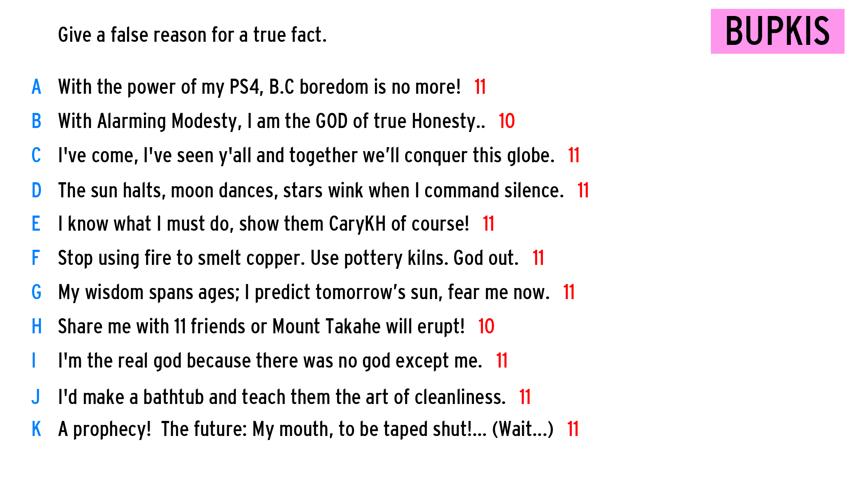 Give a false reason for a true fact.
BUPKIS
A With the power of my PS4, B.C boredom is no more! 11
B With Alarming Modesty, I am the GOD of true Honesty.. 10
C I've come, I've seen y'all and together we’ll conquer this globe. 11
D The sun halts, moon dances, stars wink when I command silence. 11
E I know what I must do, show them CaryKH of course! 11
F Stop using fire to smelt copper. Use pottery kilns. God out. 11
G My wisdom spans ages; I predict tomorrow’s sun, fear me now. 11
H Share me with 11 friends or Mount Takahe will erupt! 10
I I'm the real god because there was no god except me. 11
J I'd make a bathtub and teach them the art of cleanliness. 11
K A prophecy!  The future: My mouth, to be taped shut!... (Wait...) 11